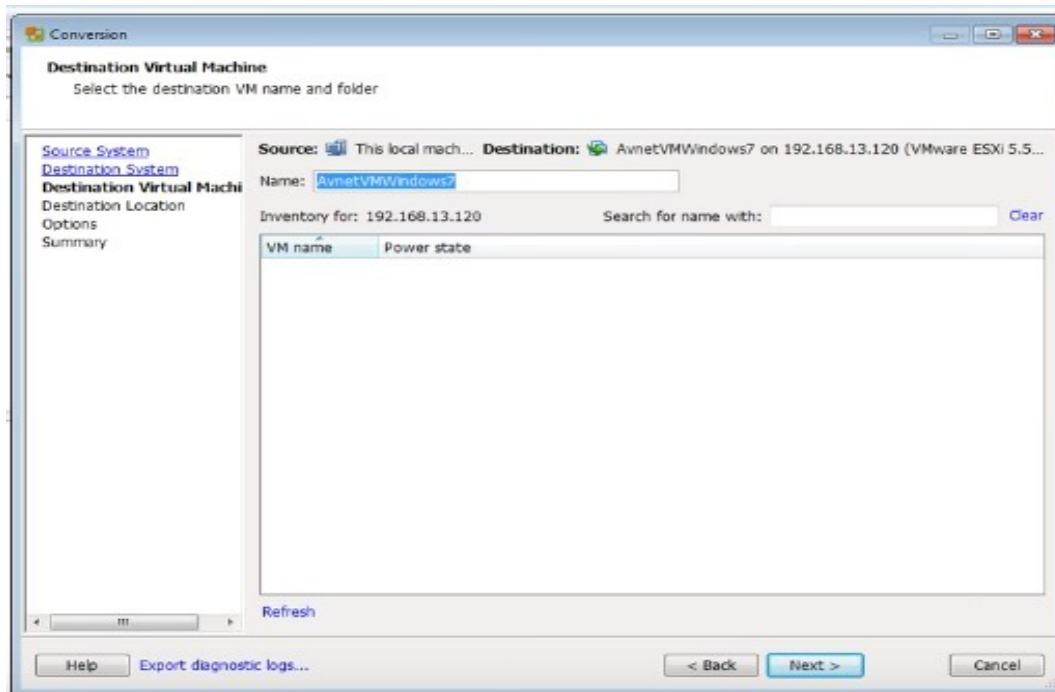 Conversion
Destination Virtual Machine
Select the destination VM name and folder
Source System
Destination System
Destination Virtual Machi
Destination Location
Options
Summary
Source: This local mach... Destination: AvnetVMWindows7 on 192.168.13.120 (VMware ESXi 5.5...
Name: AvnetVMWindows7
Inventory for: 192.168.13.120 Search for name with: Clear
VM name Power state
Refresh
Help Export diagnostic logs... < Back Next > Cancel